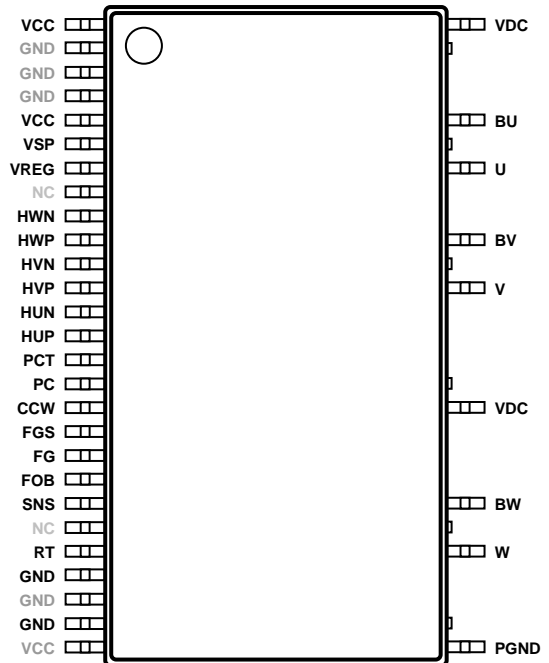 VCC
GND
GND
GND
VCC
VSP
VREG
NC
HWN
HWP
HVN
HVP
HUN
HUP
PCT
PC
CCW
FGS
FG
FOB
SNS
NC
RT
GND
GND
GND
VCC
VDC
BU
U
BV
V
VDC
BW
W
PGND